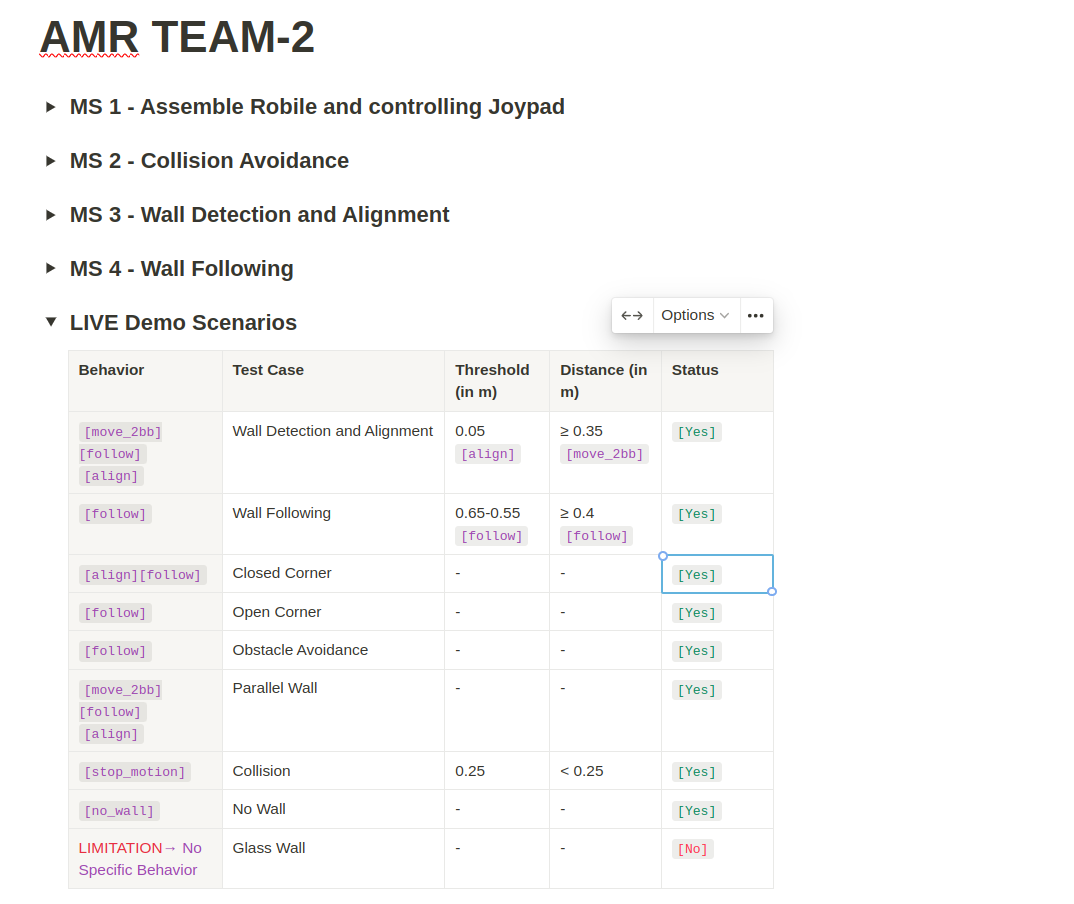 AMR TEAM-2
MS 1 - Assemble Robile and controlling Joypad
MS 2 - Collision Avoidance
MS 3 - Wall Detection and Alignment
MS 4 - Wall Following
LIVE Demo Scenarios
Options
Behavior
Test Case
Threshold
(in m)
Distance (in
m)
Status
[move_2bb]
[follow]
[align]
Wall Detection and Alignment
0.05
[align]
≥ 0.35
[move_2bb]
[Yes]
[follow]
Wall Following
0.65-0.55
[follow]
≥ 0.4
[follow]
[Yes]
[align][follow]
Closed Corner
-
-
[Yes]
[follow]
Open Corner
-
-
[Yes]
[follow]
Obstacle Avoidance
-
-
[Yes]
[move_2bb]
[follow]
[align]
Parallel Wall
-
-
[Yes]
[stop_motion]
Collision
0.25
< 0.25
[Yes]
[no_wall]
No Wall
-
-
[Yes]
LIMITATION→ No
Specific Behavior
Glass Wall
-
-
[No]